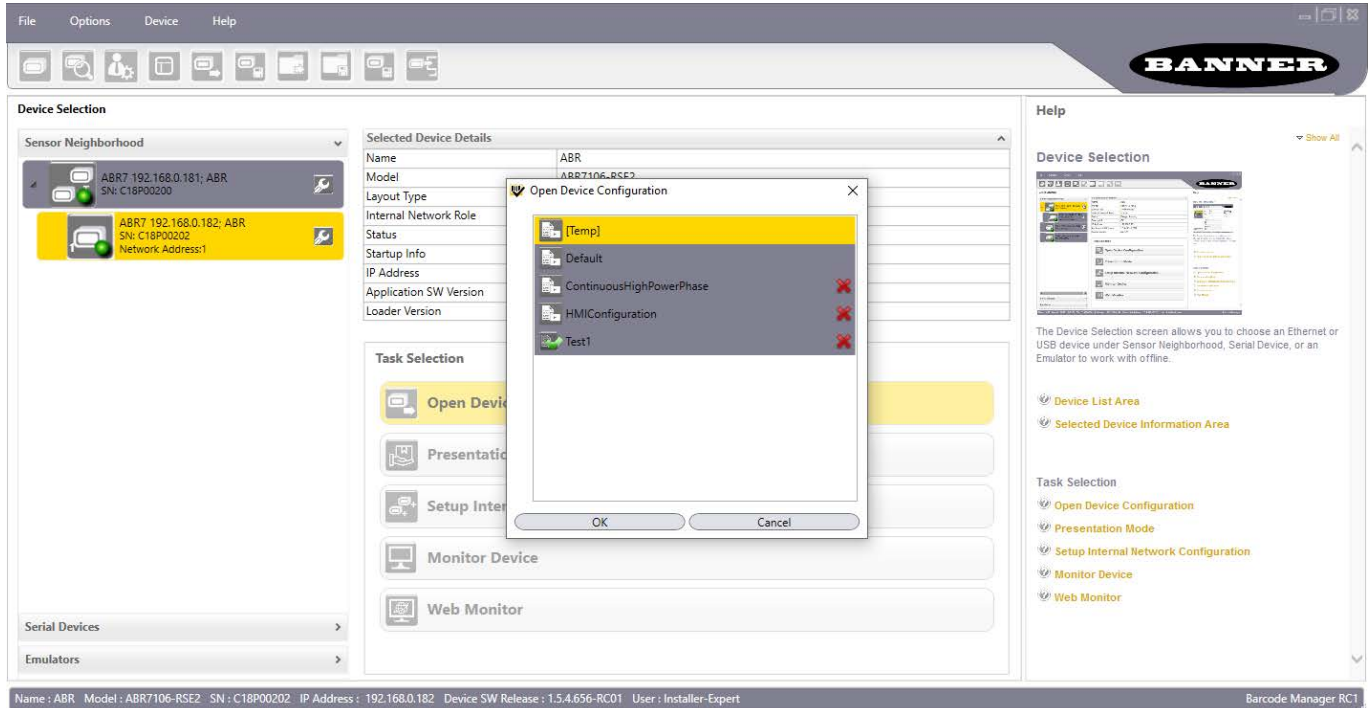 File Options Device Help
BANNER
Device Selection
Sensor Neighborhood
ABR7 192.168.0.181; ABR
SN: C18P00200
ABR7 192.168.0.182; ABR
SN: C18P00202
Network Address:1
Serial Devices
Emulators
Selected Device Details
Name ABR
Model ABR7106-RSE2
Layout Type
Internal Network Role
Status
Startup Info
IP Address
Application SW Version
Loader Version
Task Selection
Open Devic
Presentatio
Setup Inter
Monitor Device
Web Monitor
Open Device Configuration
[Temp]
Default
ContinuousHighPowerPhase
HMIConfiguration
Test1
OK Cancel
Help
Show All
Device Selection
The Device Selection screen allows you to choose an Ethernet or
USB device under Sensor Neighborhood, Serial Device, or an
Emulator to work with offline.
Device List Area
Selected Device Information Area
Task Selection
Open Device Configuration
Presentation Mode
Setup Internal Network Configuration
Monitor Device
Web Monitor
Name : ABR Model : ABR7106-RSE2 SN : C18P00202 IP Address : 192.168.0.182 Device SW Release : 1.5.4.656-RC01 User : Installer-Expert
Barcode Manager RC1